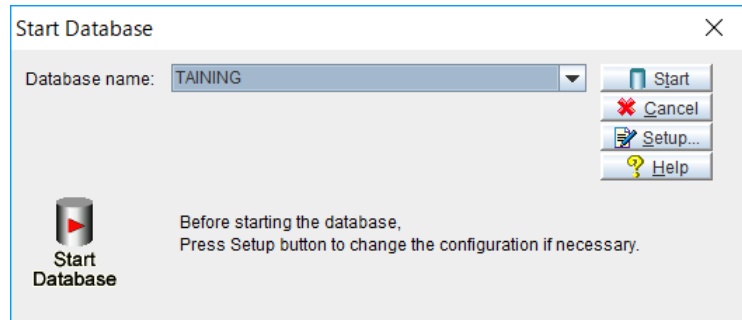 Start Database
Database name: TAINING
Start
Cancel
Setup...
Help
Before starting the database,
Press Setup button to change the configuration if necessary.
Start
Database